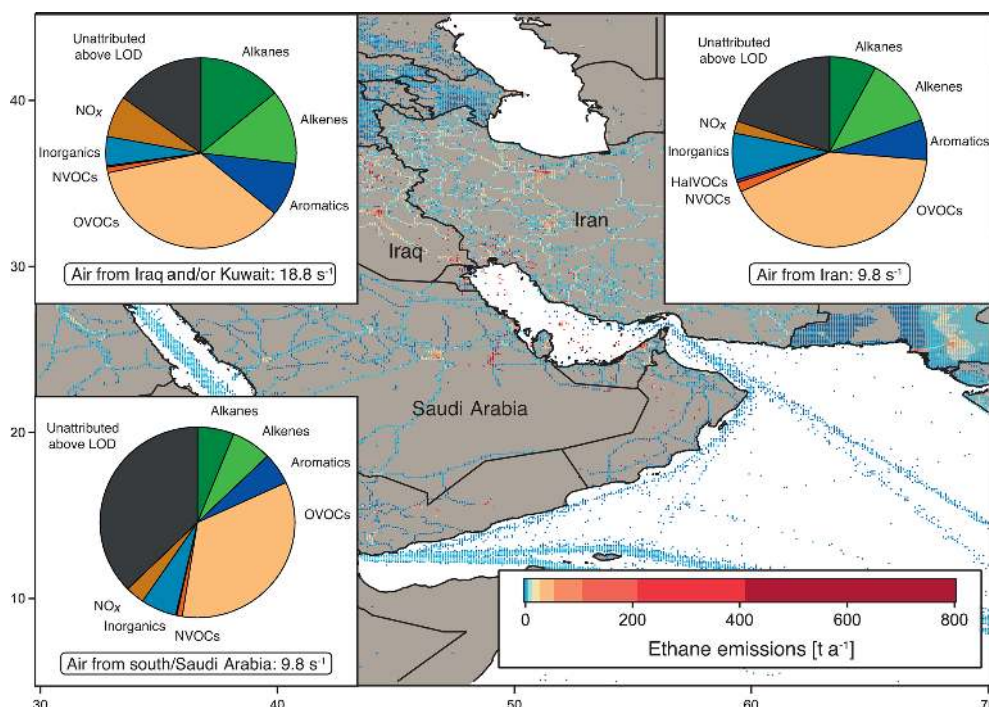 Unattributed
above LOD
Alkanes
NOx
Alkenes
Inorganics
NVOCs
Aromatics
OVOCs
Air from Iraq and/or Kuwait: 18.8 s⁻¹
Unattributed
above LOD
Alkanes
Alkenes
NOx
Aromatics
Inorganics
HalVOCs
NVOCs
OVOCs
Air from Iran: 9.8 s⁻¹
Iran
Iraq
Saudi Arabia
Alkanes
Unattributed
above LOD
Alkenes
Aromatics
OVOCs
NOx
Inorganics
NVOCs
Air from south/Saudi Arabia: 9.8 s⁻¹
0 200 400 600 800
Ethane emissions [t a⁻¹]
40
30
20
10
30 40 50 60